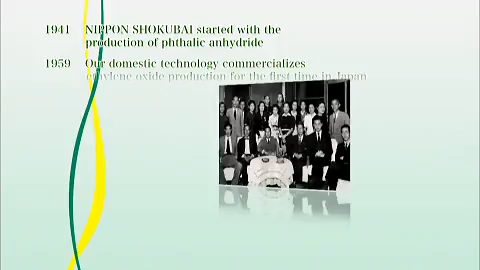 1941 NIPPON SHOKUBAI started with the
production of phthalic anhydride
1959 Our domestic technology commercializes
ethylene oxide production for the first time in Japan